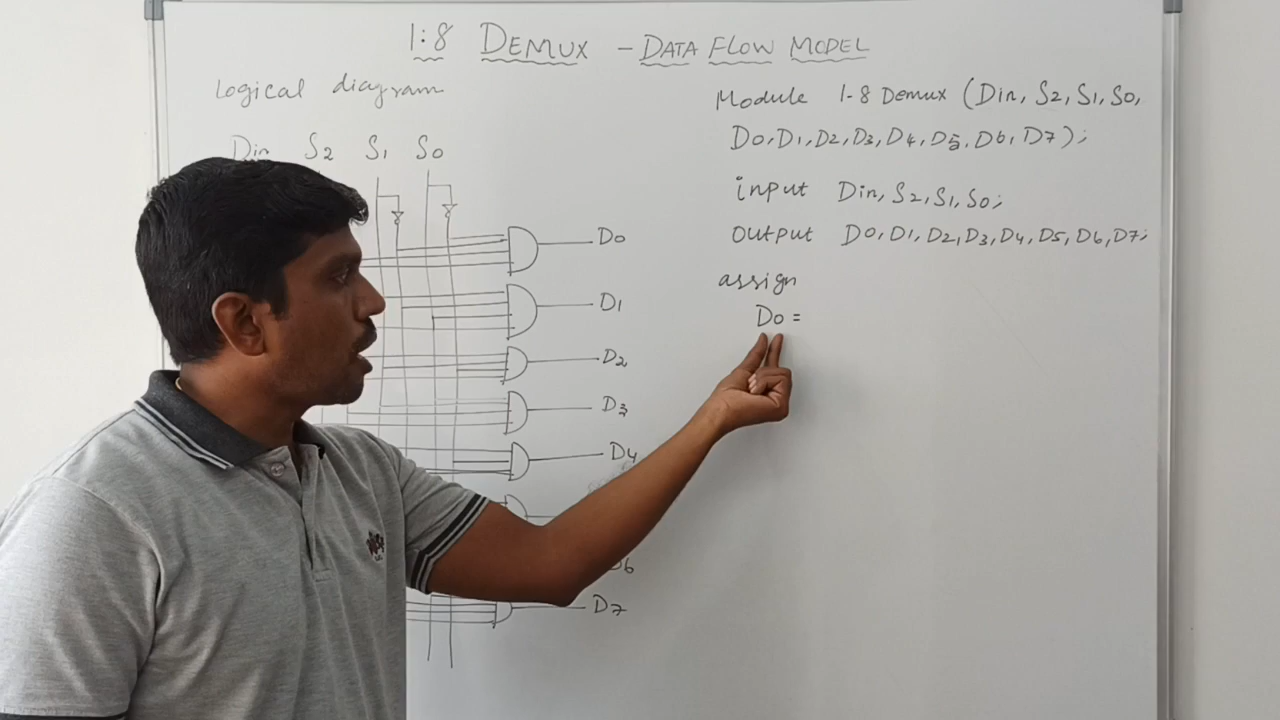 1:8 DEMUX - DATA FLOW MODEL
Logical diagram
Din S2 S1 S0
D0
D1
D2
D3
D4
D6
D7
Module 1-8 Demux (Din, S2, S1, S0,
D0, D1, D2, D3, D4, D5, D6, D7);
input Din, S2, S1, S0;
output D0, D1, D2, D3, D4, D5, D6, D7;
assign
D0 =